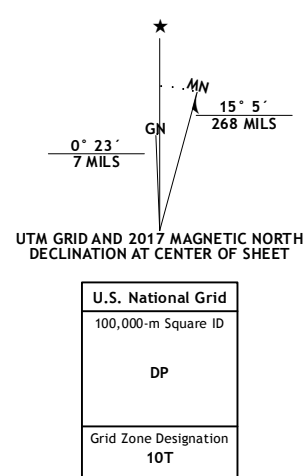 ★
MN
15° 5´
268 MILS
GN
0° 23´
7 MILS
UTM GRID AND 2017 MAGNETIC NORTH
DECLINATION AT CENTER OF SHEET
U.S. National Grid
100,000-m Square ID
DP
Grid Zone Designation
10T